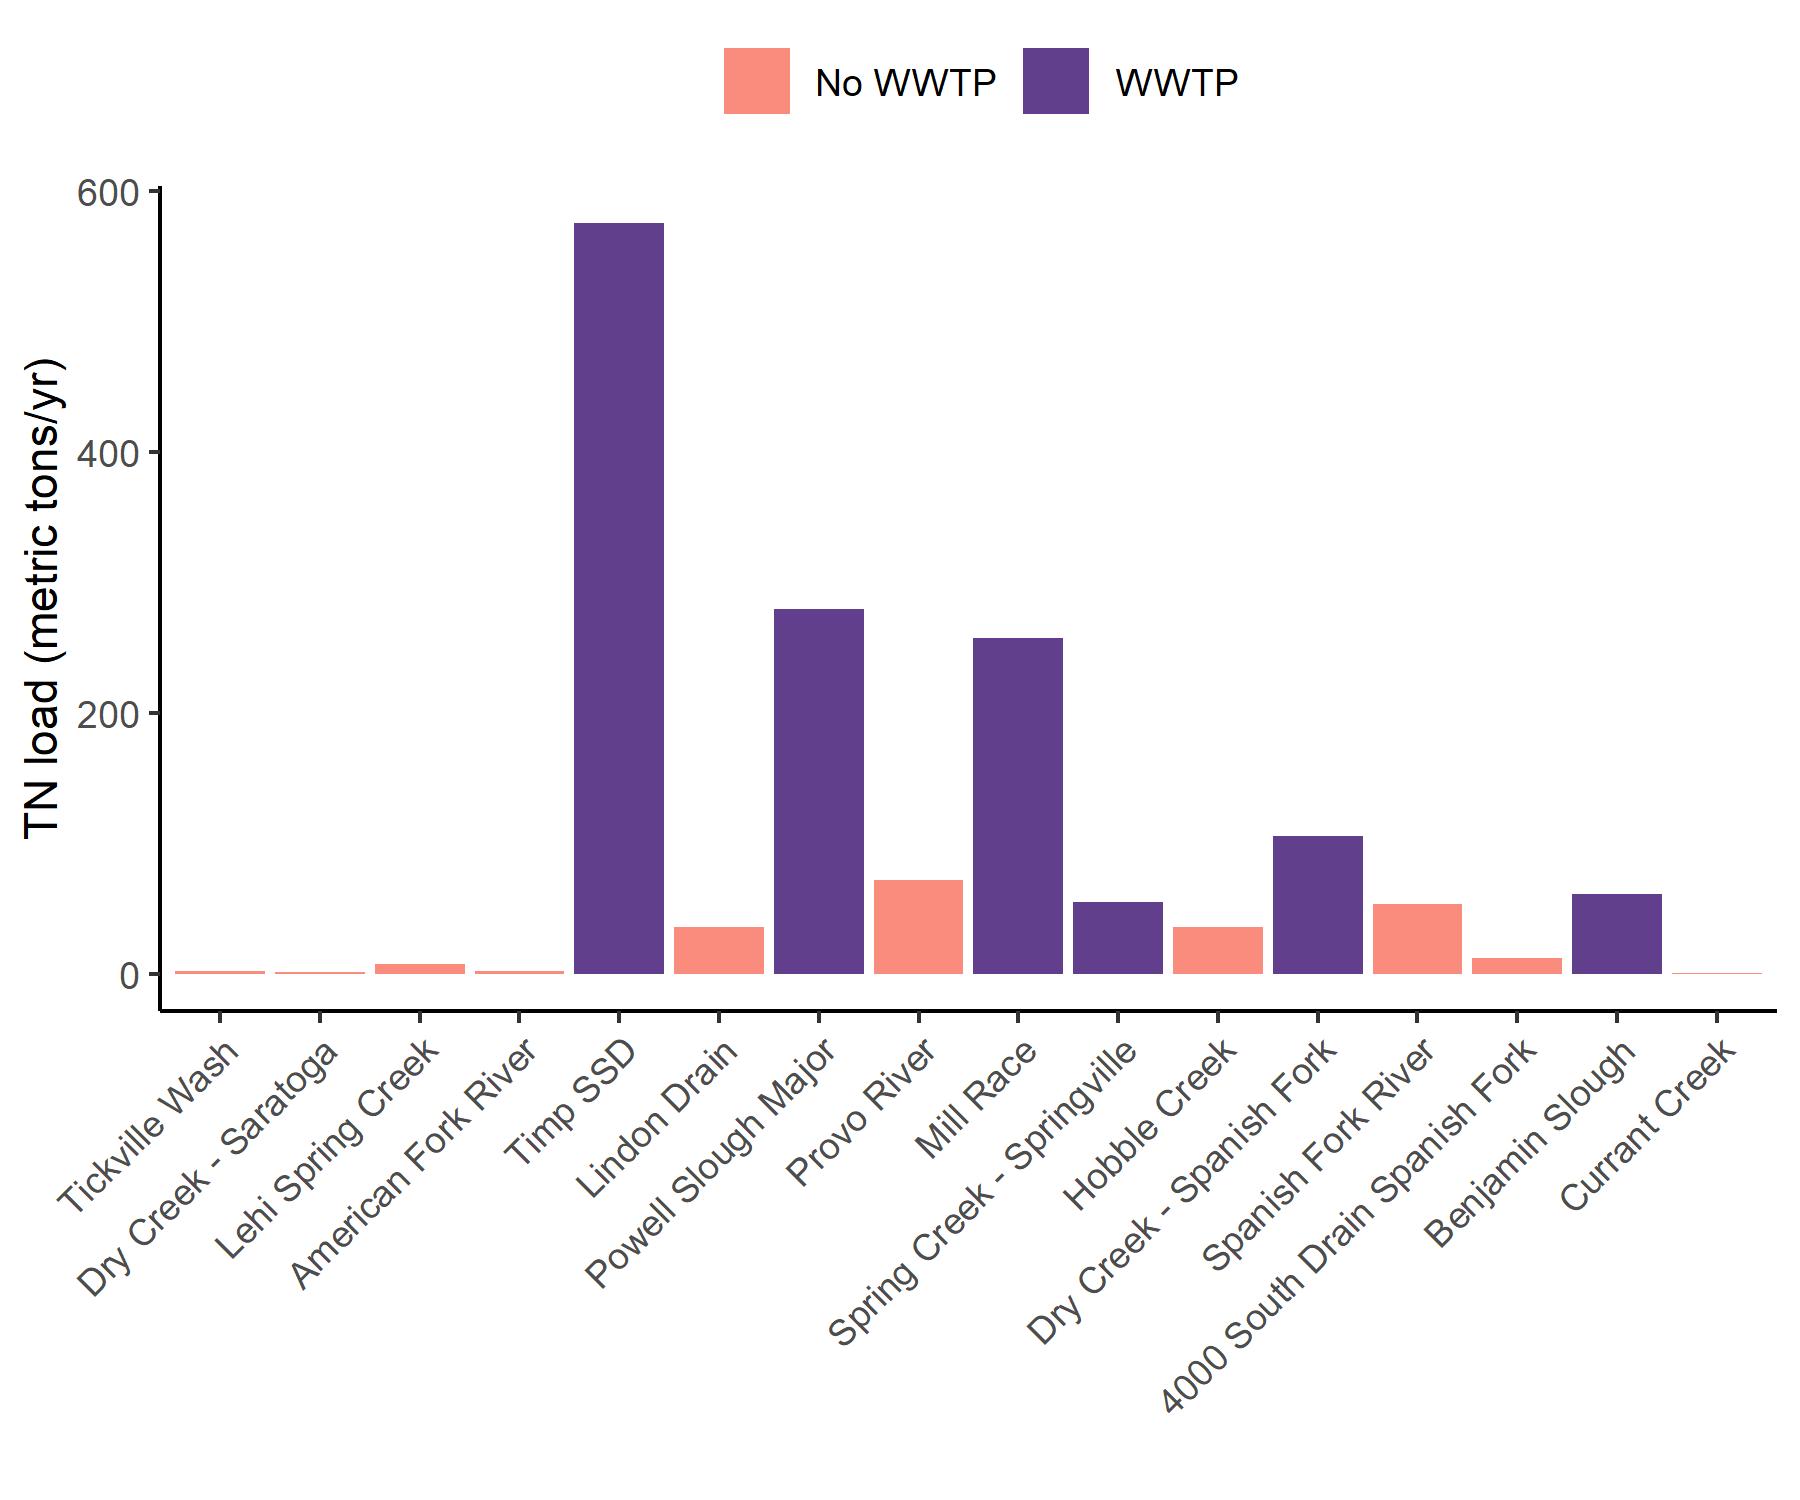 No WWTP WWTP
TN load (metric tons/yr)
600
400
200
0
Tickville Wash
Dry Creek - Saratoga
Lehi Spring Creek
American Fork River
Timp SSD
Lindon Drain
Powell Slough Major
Provo River
Mill Race
Spring Creek - Springville
Hobble Creek
Dry Creek - Spanish Fork
Spanish Fork River
4000 South Drain Spanish Fork
Benjamin Slough
Currant Creek